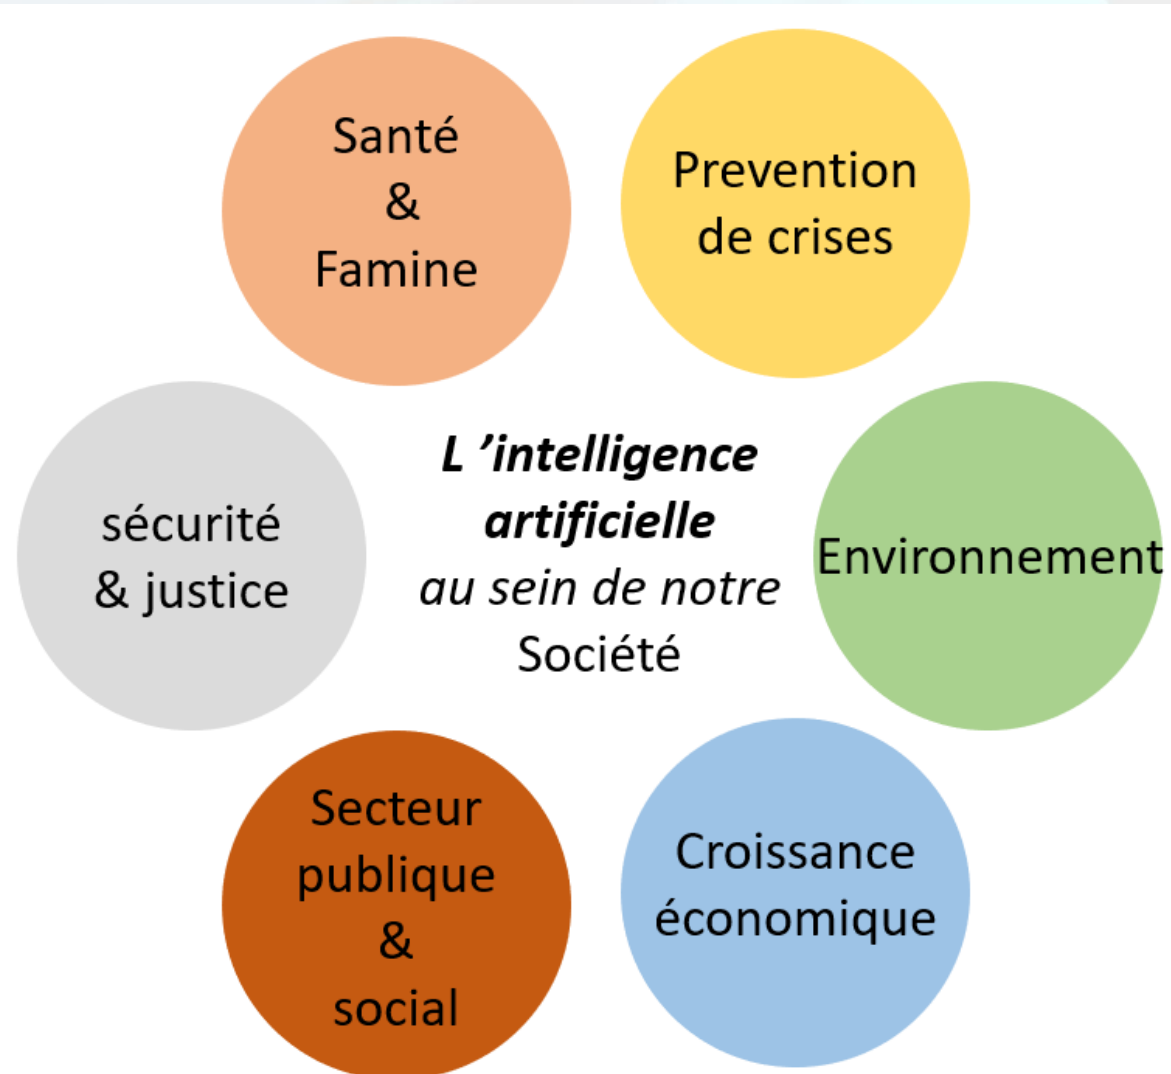 Santé
&
Famine
Prevention
de crises
sécurité
& justice
L ’intelligence
artificielle
au sein de notre
Société
Environnement
Secteur
publique
&
social
Croissance
économique